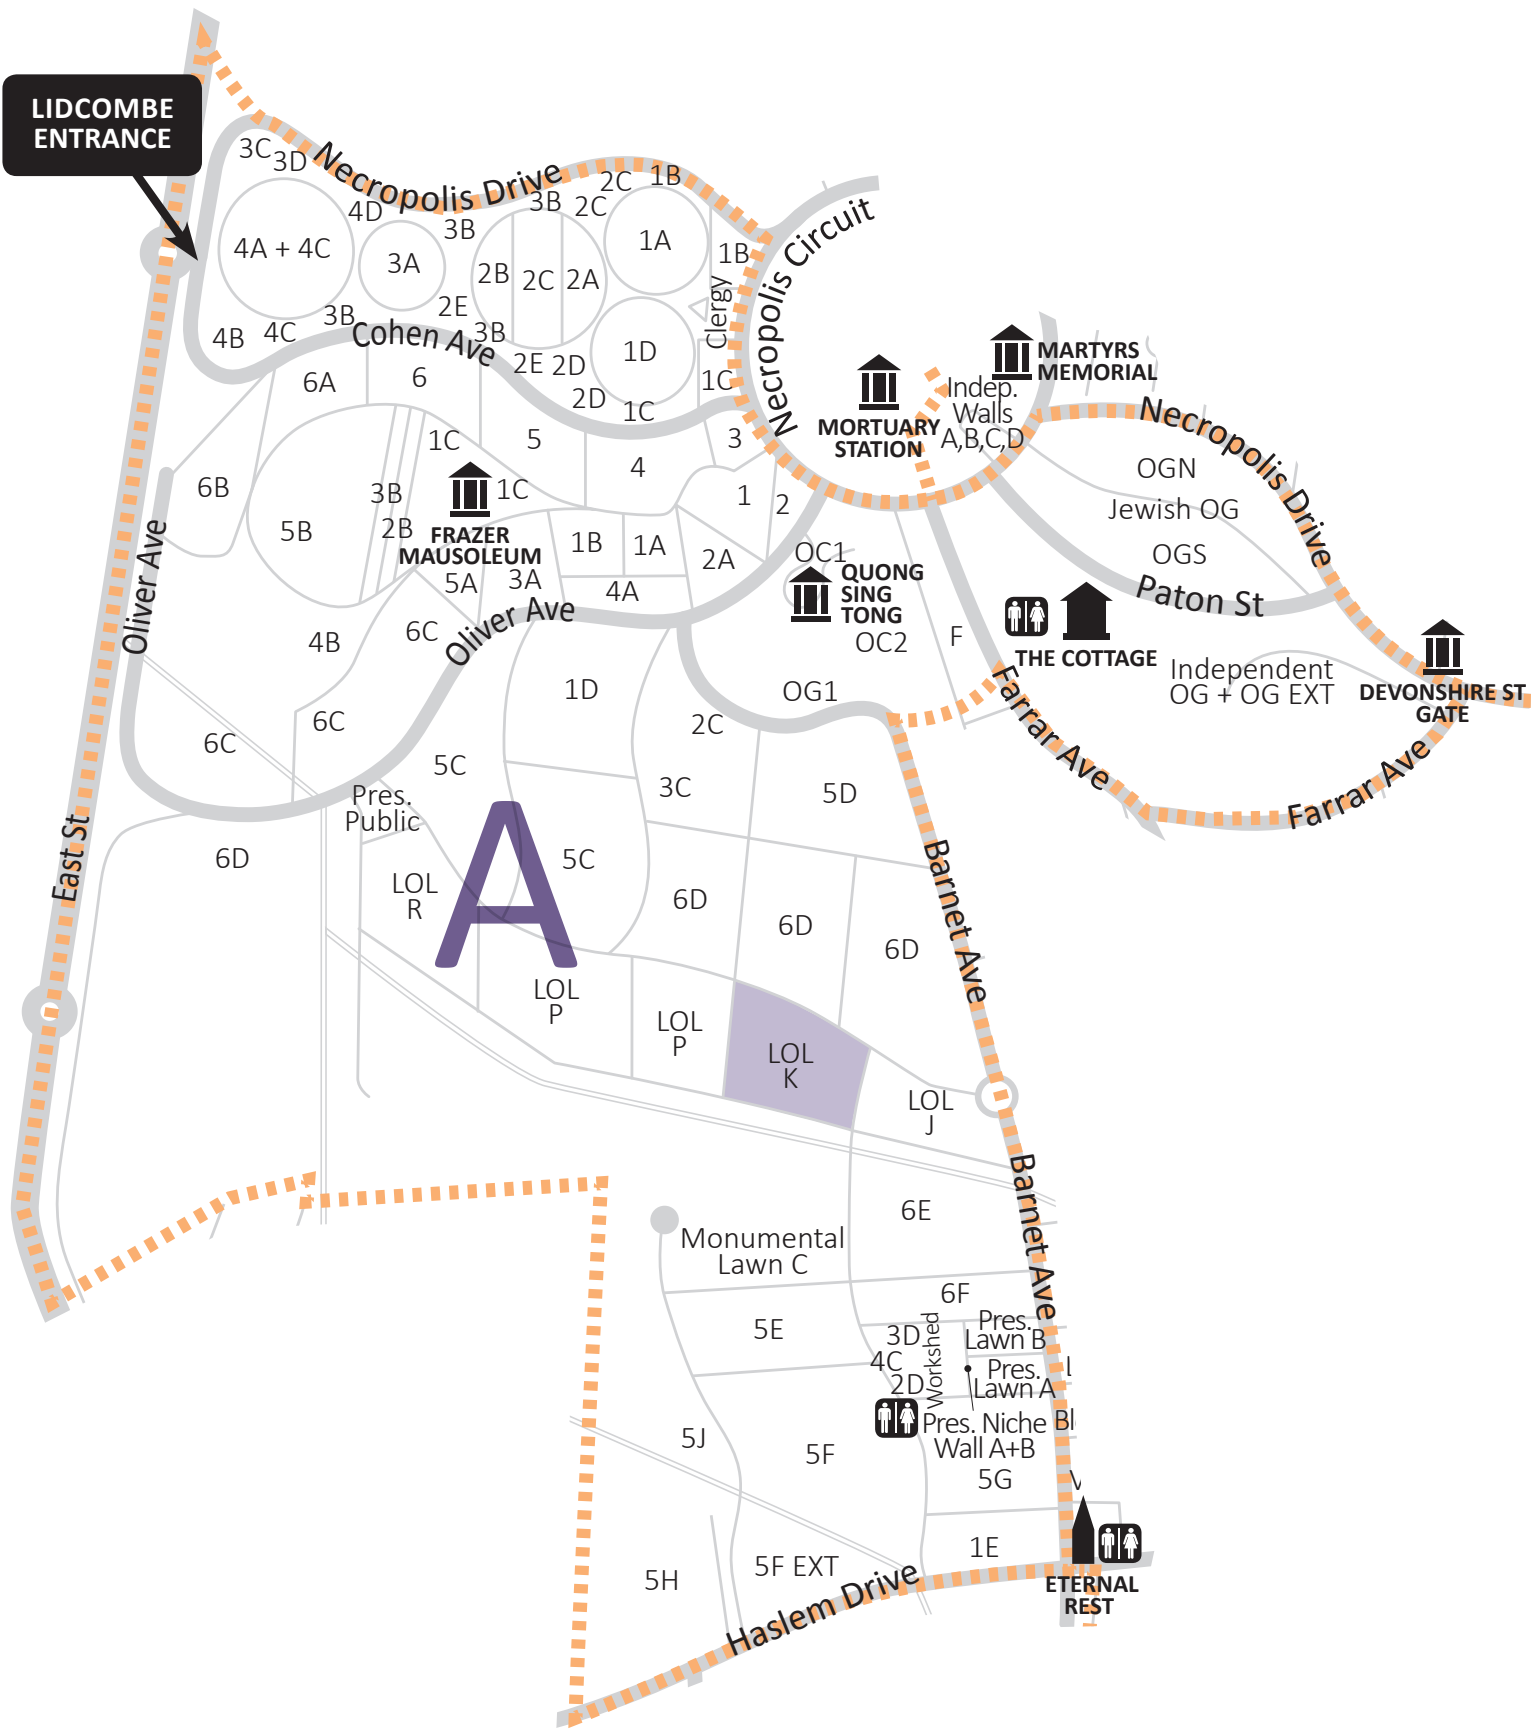 LIDCOMBE
ENTRANCE
Necropolis Drive
3C
3D
4D
3B
3B
2C
2C
1B
4A + 4C
3A
2B
2C
2A
1A
1B
Clergy
Necropolis Circuit
2E
3B
4C
4B
Cohen Ave
3B
2E
2D
1D
2D
1C
1C
6A
6
5
4
3
1C
1C
6B
5B
3B
2B
FRAZER
MAUSOLEUM
1
2
1B
1A
2A
5A
3A
4A
Oliver Ave
4B
6C
Oliver Ave
MARTYRS
MEMORIAL
Indep.
Walls
A,B,C,D
MORTUARY
STATION
Necropolis Drive
OGN
Jewish OG
OGS
Paton St
OC1
QUONG
SING
TONG
OC2
F
THE COTTAGE
Independent
OG + OG EXT
DEVONSHIRE ST
GATE
Farrar Ave
Farrar Ave
OG1
1D
2C
6C
6C
5C
3C
5D
Pres.
Public
East St
6D
LOL
R
A
5C
6D
6D
6D
Barnet Ave
LOL
P
LOL
P
LOL
K
LOL
J
Barnet Ave
6E
Monumental
Lawn C
6F
5E
3D
4C
2D
Workshed
Pres.
Lawn B
Pres.
Lawn A
Pres. Niche
Wall A+B
Bl
5J
5F
5G
1E
5H
5F EXT
Haslem Drive
ETERNAL
REST